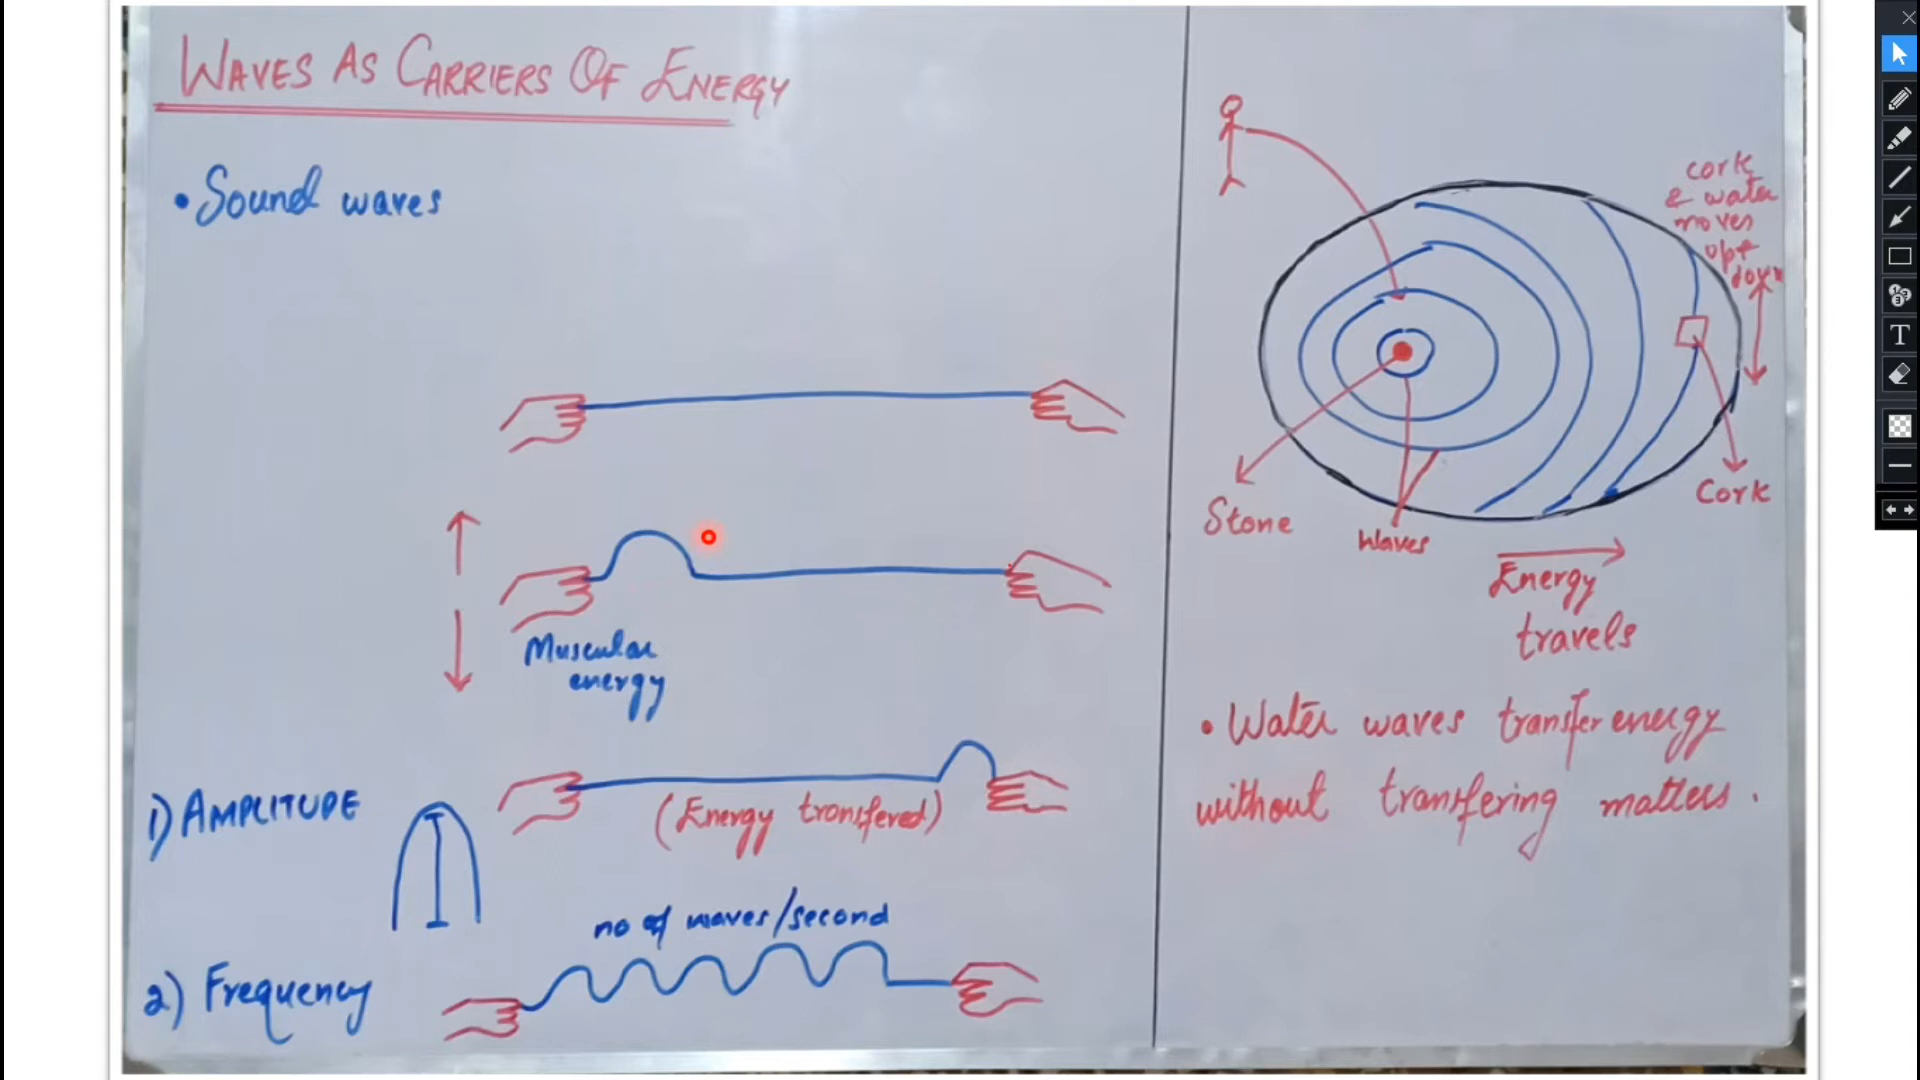 WAVES AS CARRIERS OF ENERGY
• Sound waves
Muscular
energy
1) AMPLITUDE
(Energy transfered)
no of waves/second
2) Frequency
cork
& water
moves
up &
down
Stone
Waves
Cork
Energy
travels
• Water waves transfer energy
without transfering matters.
T